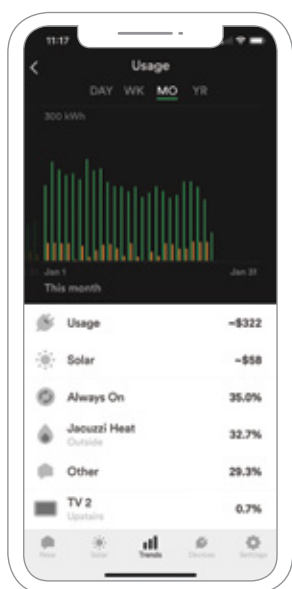 11:17
Usage
DAY WK MO YR
300 kWh
Jan 1 Jan 31
This month
Usage ~$322
Solar ~$58
Always On 35.0%
Jacuzzi Heat 32.7%
Outside
Other 29.3%
TV 2 0.7%
Upstairs
Now Solar Trends Devices Settings